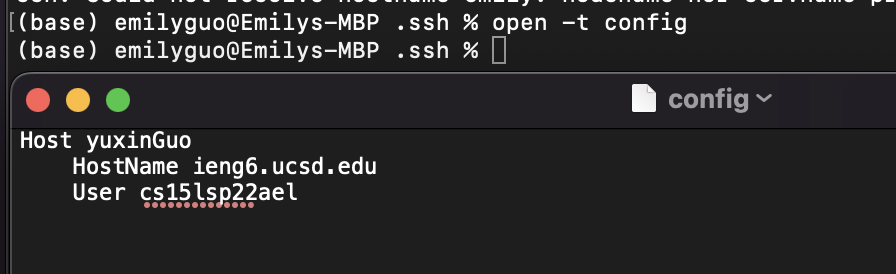 (base) emilyguo@Emilys-MBP .ssh % open -t config
(base) emilyguo@Emilys-MBP .ssh %
config
Host yuxinGuo
    HostName ieng6.ucsd.edu
    User cs15lsp22ael